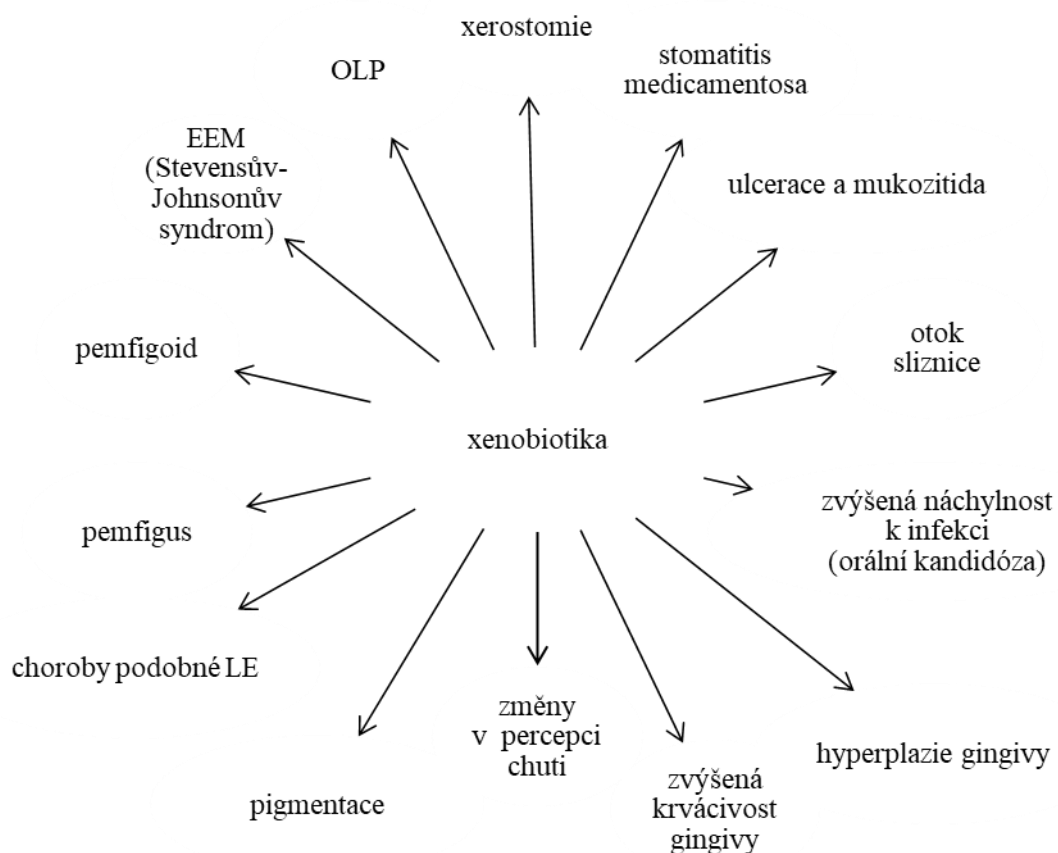 xerostomie
OLP
stomatitis
medicamentosa
EEM
(Stevensův-
Johnsonův
syndrom)
ulcerace a mukozitida
pemfigoid
otok
sliznice
xenobiotika
pemfigus
zvýšená náchylnost
k infekci
(orální kandidóza)
choroby podobné LE
změny
v percepci
chuti
hyperplazie gingivy
pigmentace
zvýšená
krvácivost
gingivy